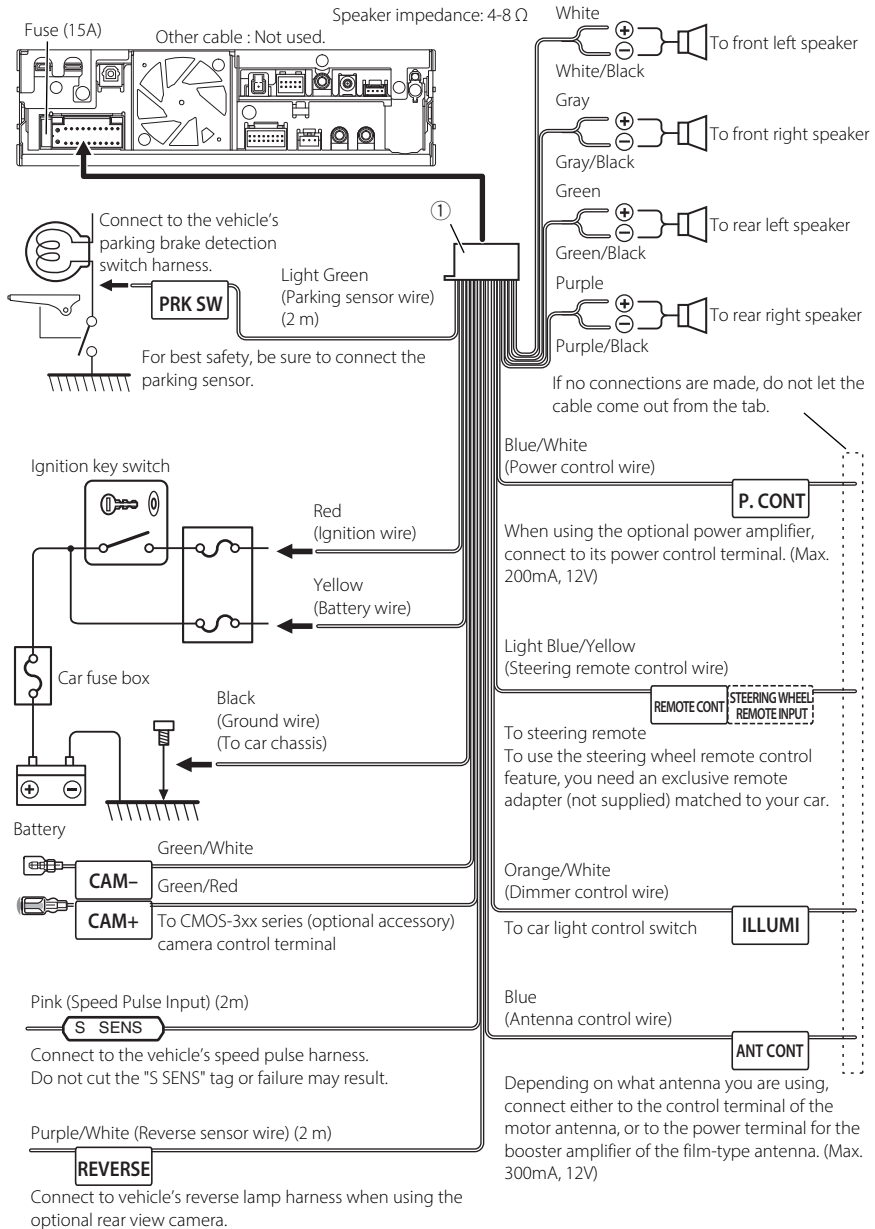 Speaker impedance: 4-8 Ω
Fuse (15A)
Other cable : Not used.
White
To front left speaker
White/Black
Gray
To front right speaker
Gray/Black
Green
To rear left speaker
Green/Black
Purple
To rear right speaker
Purple/Black
①
Connect to the vehicle's
parking brake detection
switch harness.
Light Green
(Parking sensor wire)
(2 m)
PRK SW
For best safety, be sure to connect the
parking sensor.
If no connections are made, do not let the
cable come out from the tab.
Ignition key switch
Red
(Ignition wire)
Yellow
(Battery wire)
Car fuse box
Black
(Ground wire)
(To car chassis)
Battery
Green/White
CAM–
Green/Red
CAM+
To CMOS-3xx series (optional accessory)
camera control terminal
Pink (Speed Pulse Input) (2m)
S SENS
Connect to the vehicle's speed pulse harness.
Do not cut the "S SENS" tag or failure may result.
Purple/White (Reverse sensor wire) (2 m)
REVERSE
Connect to vehicle's reverse lamp harness when using the
optional rear view camera.
Blue/White
(Power control wire)
P. CONT
When using the optional power amplifier,
connect to its power control terminal. (Max.
200mA, 12V)
Light Blue/Yellow
(Steering remote control wire)
REMOTE CONT
STEERING WHEEL
REMOTE INPUT
To steering remote
To use the steering wheel remote control
feature, you need an exclusive remote
adapter (not supplied) matched to your car.
Orange/White
(Dimmer control wire)
To car light control switch
ILLUMI
Blue
(Antenna control wire)
ANT CONT
Depending on what antenna you are using,
connect either to the control terminal of the
motor antenna, or to the power terminal for the
booster amplifier of the film-type antenna. (Max.
300mA, 12V)